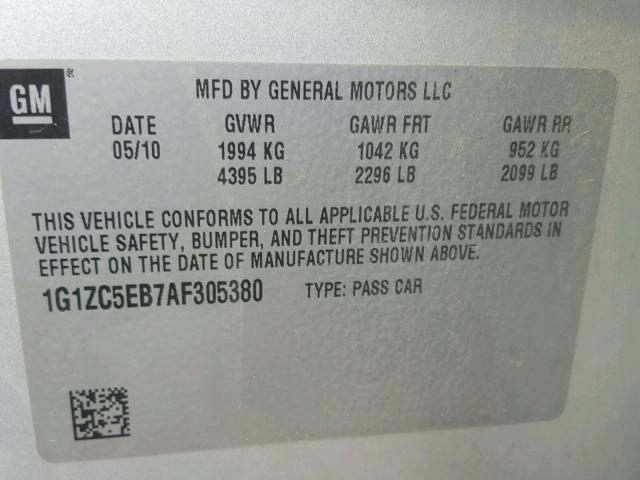 GM ®
MFD BY GENERAL MOTORS LLC
DATE GVWR GAWR FRT GAWR RR
05/10 1994 KG 1042 KG 952 KG
4395 LB 2296 LB 2099 LB
THIS VEHICLE CONFORMS TO ALL APPLICABLE U.S. FEDERAL MOTOR
VEHICLE SAFETY, BUMPER, AND THEFT PREVENTION STANDARDS IN
EFFECT ON THE DATE OF MANUFACTURE SHOWN ABOVE.
1G1ZC5EB7AF305380 TYPE: PASS CAR